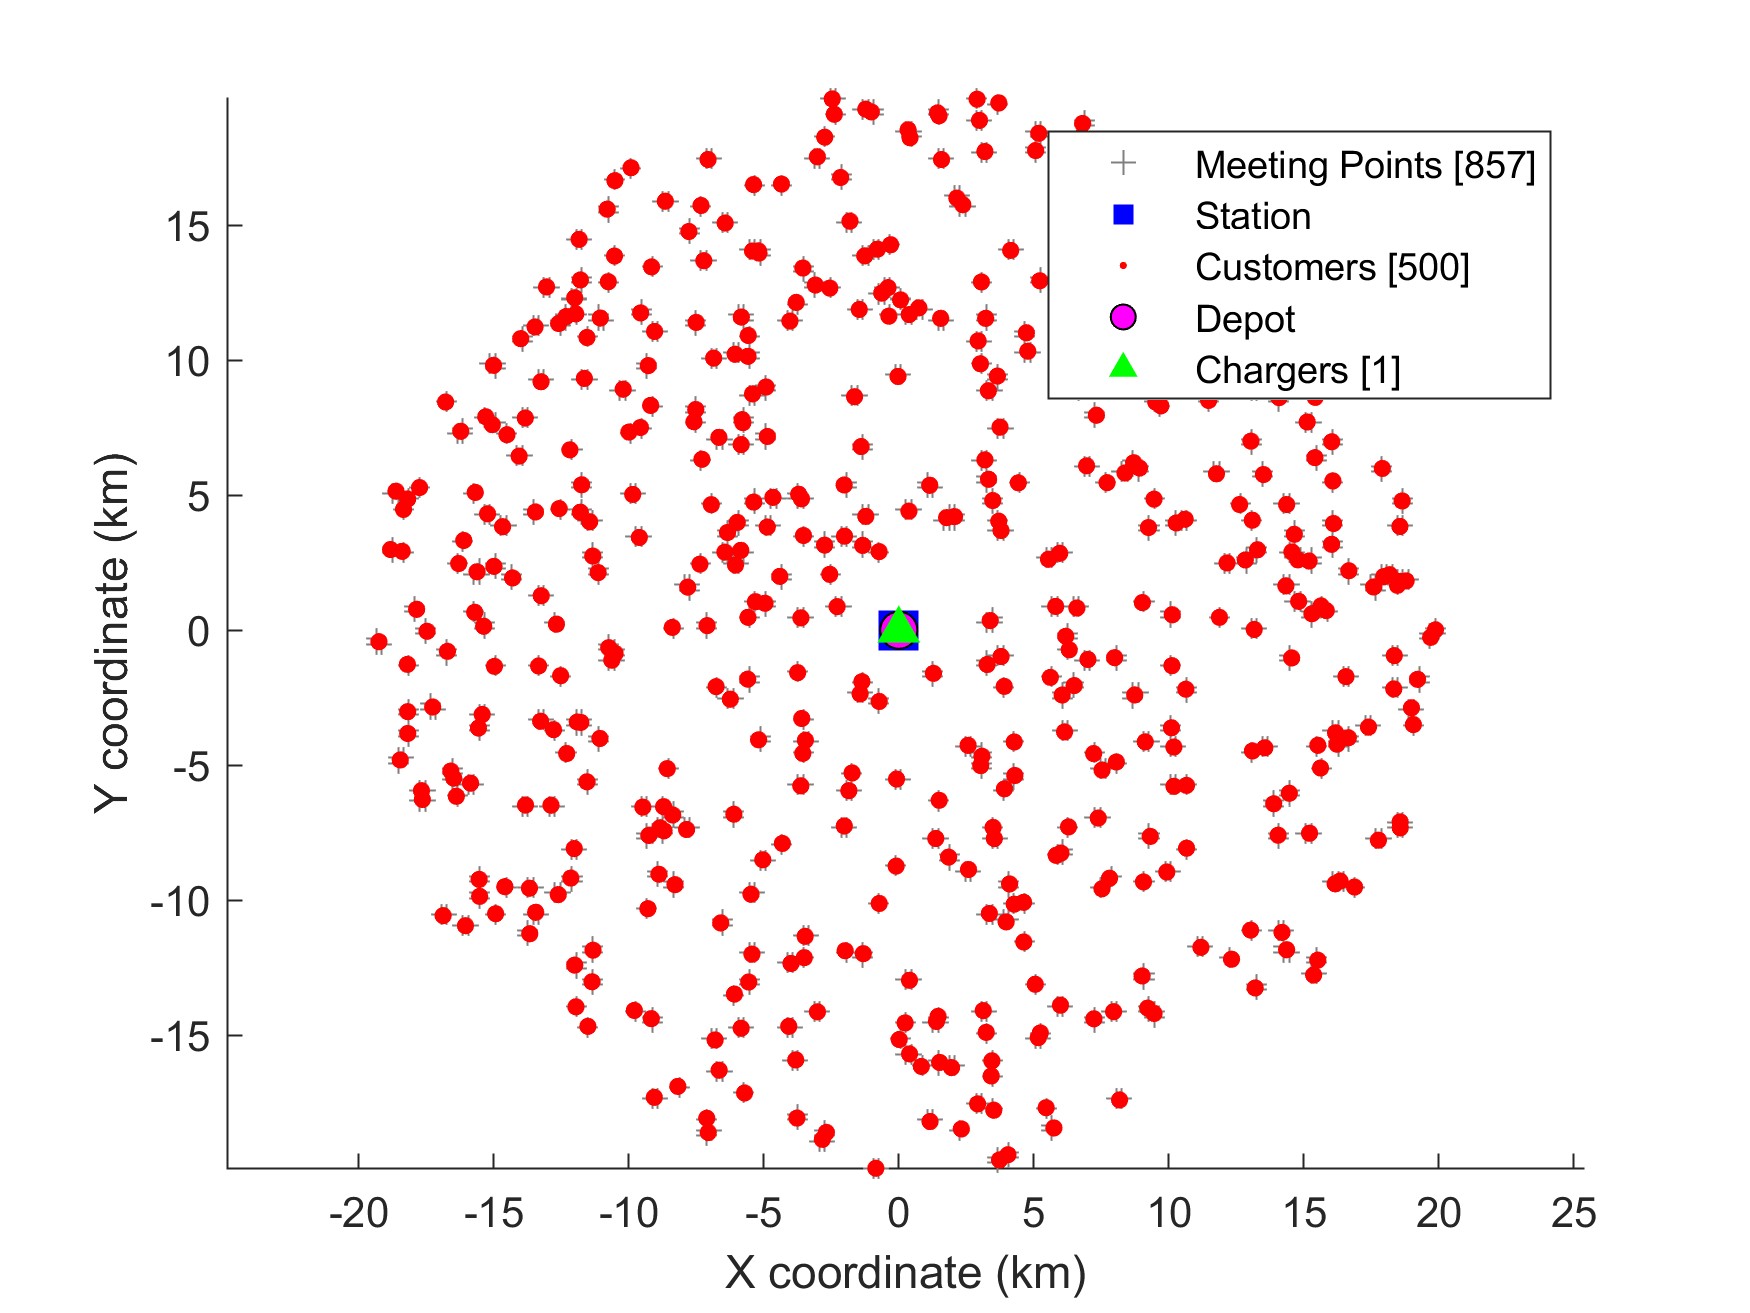 Meeting Points [857]
Station
Customers [500]
Depot
Chargers [1]
15
10
5
0
-5
-10
-15
Y coordinate (km)
-20 -15 -10 -5 0 5 10 15 20 25
X coordinate (km)